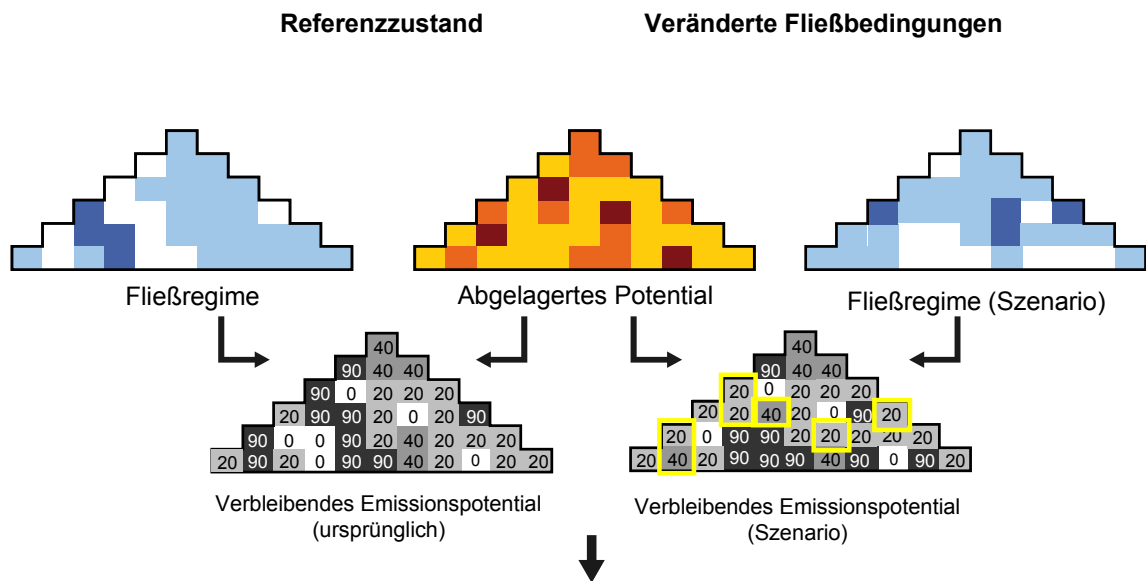 Referenzzustand
Veränderte Fließbedingungen
Fließregime
Abgelagertes Potential
Fließregime (Szenario)
40
90 40 40
90 0 20 20 20
20 90 90 20 0 20 90
90 0 0 90 20 40 20 20 20
20 90 20 0 90 90 40 20 0 20 20
Verbleibendes Emissionspotential
(ursprünglich)
40
90 40 40
20 0 20 20 20
20 20 40 20 0 90 20
20 0 90 90 20 20 20 20 20
20 40 20 90 90 90 40 90 0 90 20
Verbleibendes Emissionspotential
(Szenario)